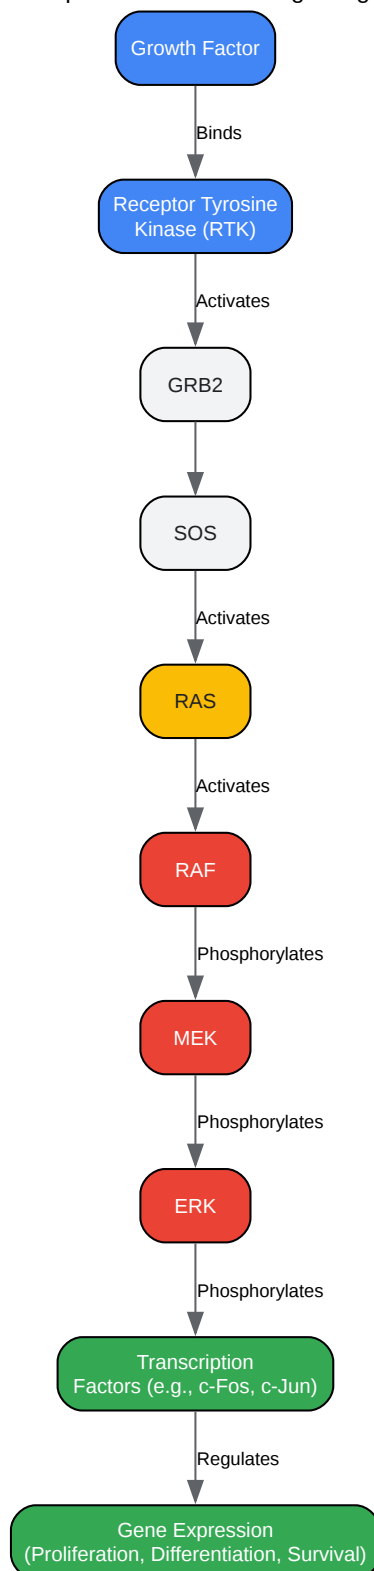 Growth Factor
Binds
Receptor Tyrosine
Kinase (RTK)
Activates
GRB2
SOS
Activates
RAS
Activates
RAF
Phosphorylates
MEK
Phosphorylates
ERK
Phosphorylates
Transcription
Factors (e.g., c-Fos, c-Jun)
Regulates
Gene Expression
(Proliferation, Differentiation, Survival)